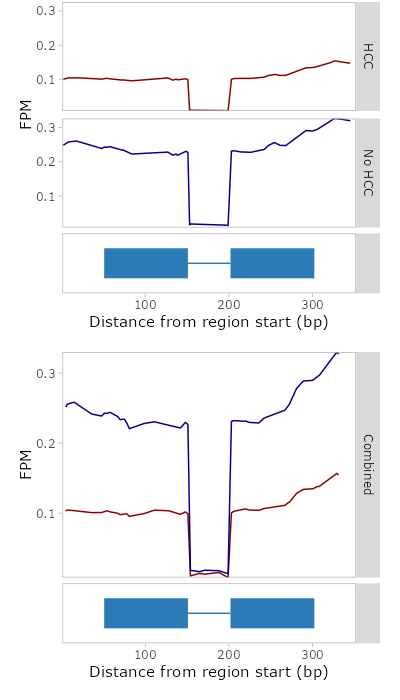 0.3
0.2
0.1
HCC
FPM
0.3
0.2
0.1
No HCC
100 200 300
Distance from region start (bp)
0.3
0.2
0.1
FPM
Combined
100 200 300
Distance from region start (bp)